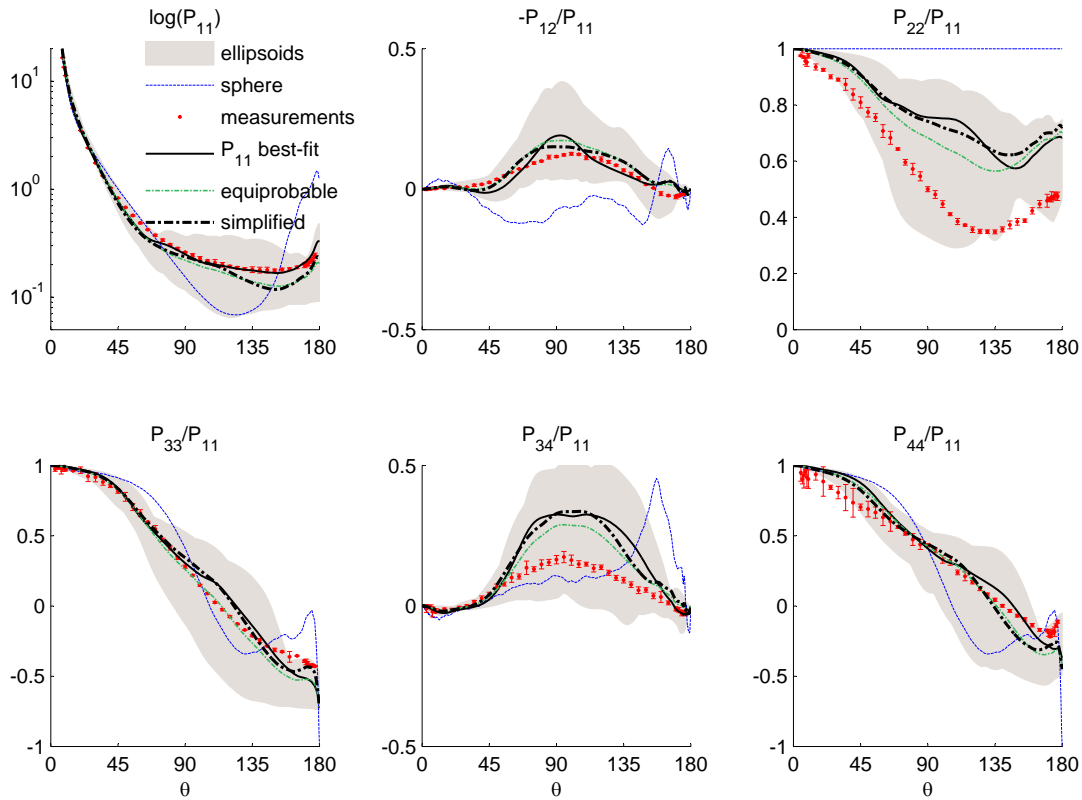 log(P11)
ellipsoids
sphere
measurements
P11 best-fit
equiprobable
simplified
10^1
10^0
10^-1
0 45 90 135 180
-P12/P11
0.5
0
-0.5
0 45 90 135 180
P22/P11
1
0.8
0.6
0.4
0.2
0
0 45 90 135 180
P33/P11
1
0.5
0
-0.5
-1
0 45 90 135 180
θ
P34/P11
0.5
0
-0.5
0 45 90 135 180
θ
P44/P11
1
0.5
0
-0.5
-1
0 45 90 135 180
θ